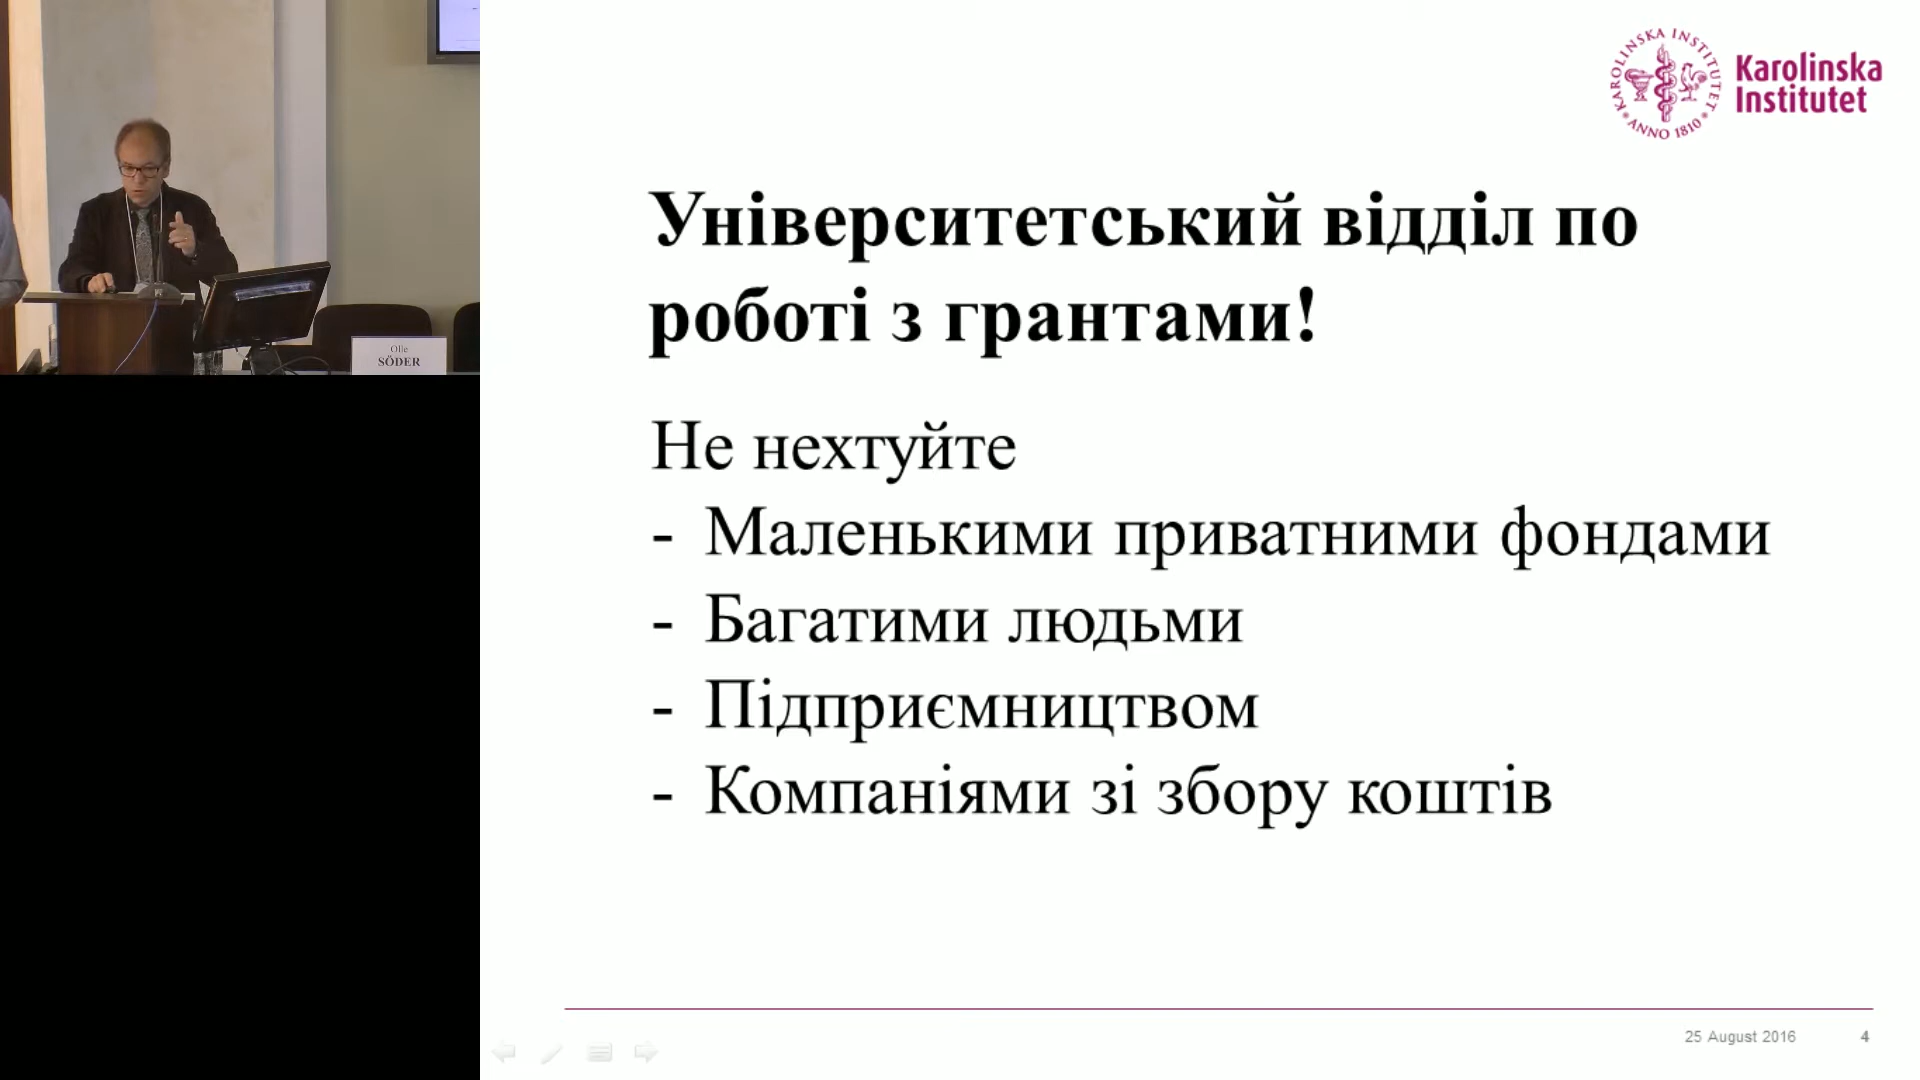 Olle
SÖDER
KAROLINSKA INSTITUTET
ANNO 1810
Karolinska
Institutet
Університетський відділ по
роботі з грантами!
Не нехтуйте
- Маленькими приватними фондами
- Багатими людьми
- Підприємництвом
- Компаніями зі збору коштів
25 August 2016
4